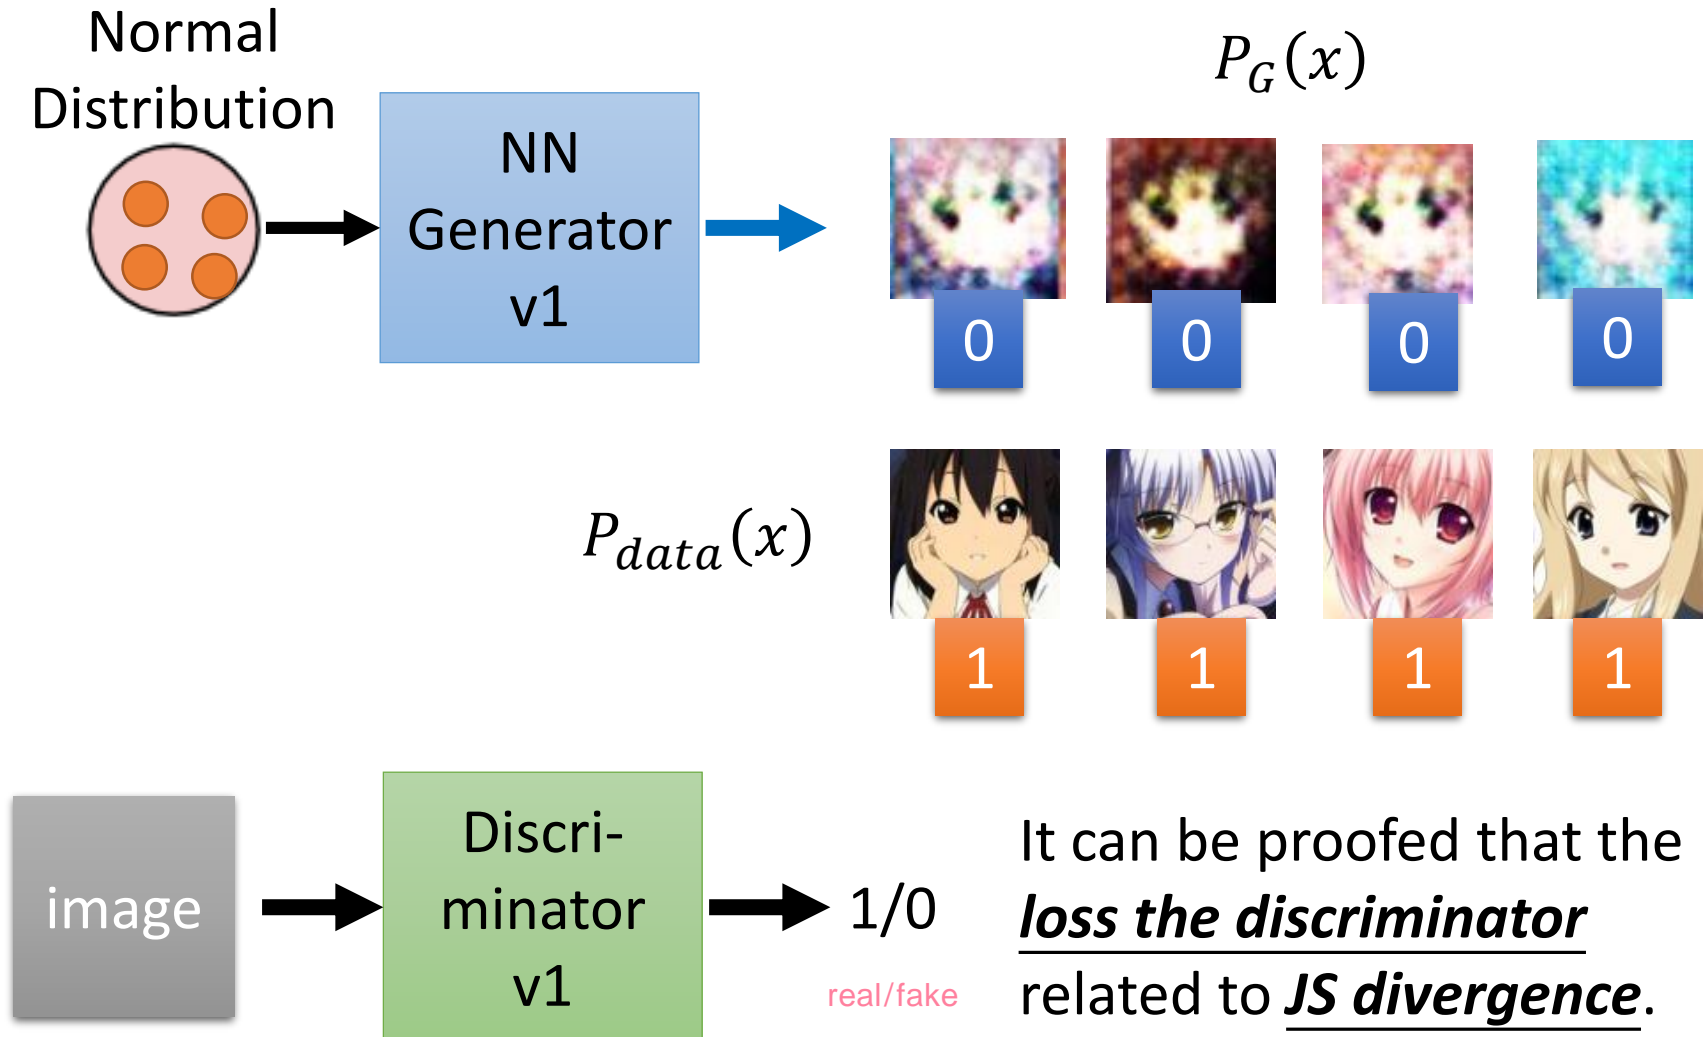 Normal
Distribution
NN
Generator
v1
P_G(x)
0 0 0 0
P_data(x)
1 1 1 1
image
Discri-
minator
v1
1/0
real/fake
It can be proofed that the
loss the discriminator
related to JS divergence.